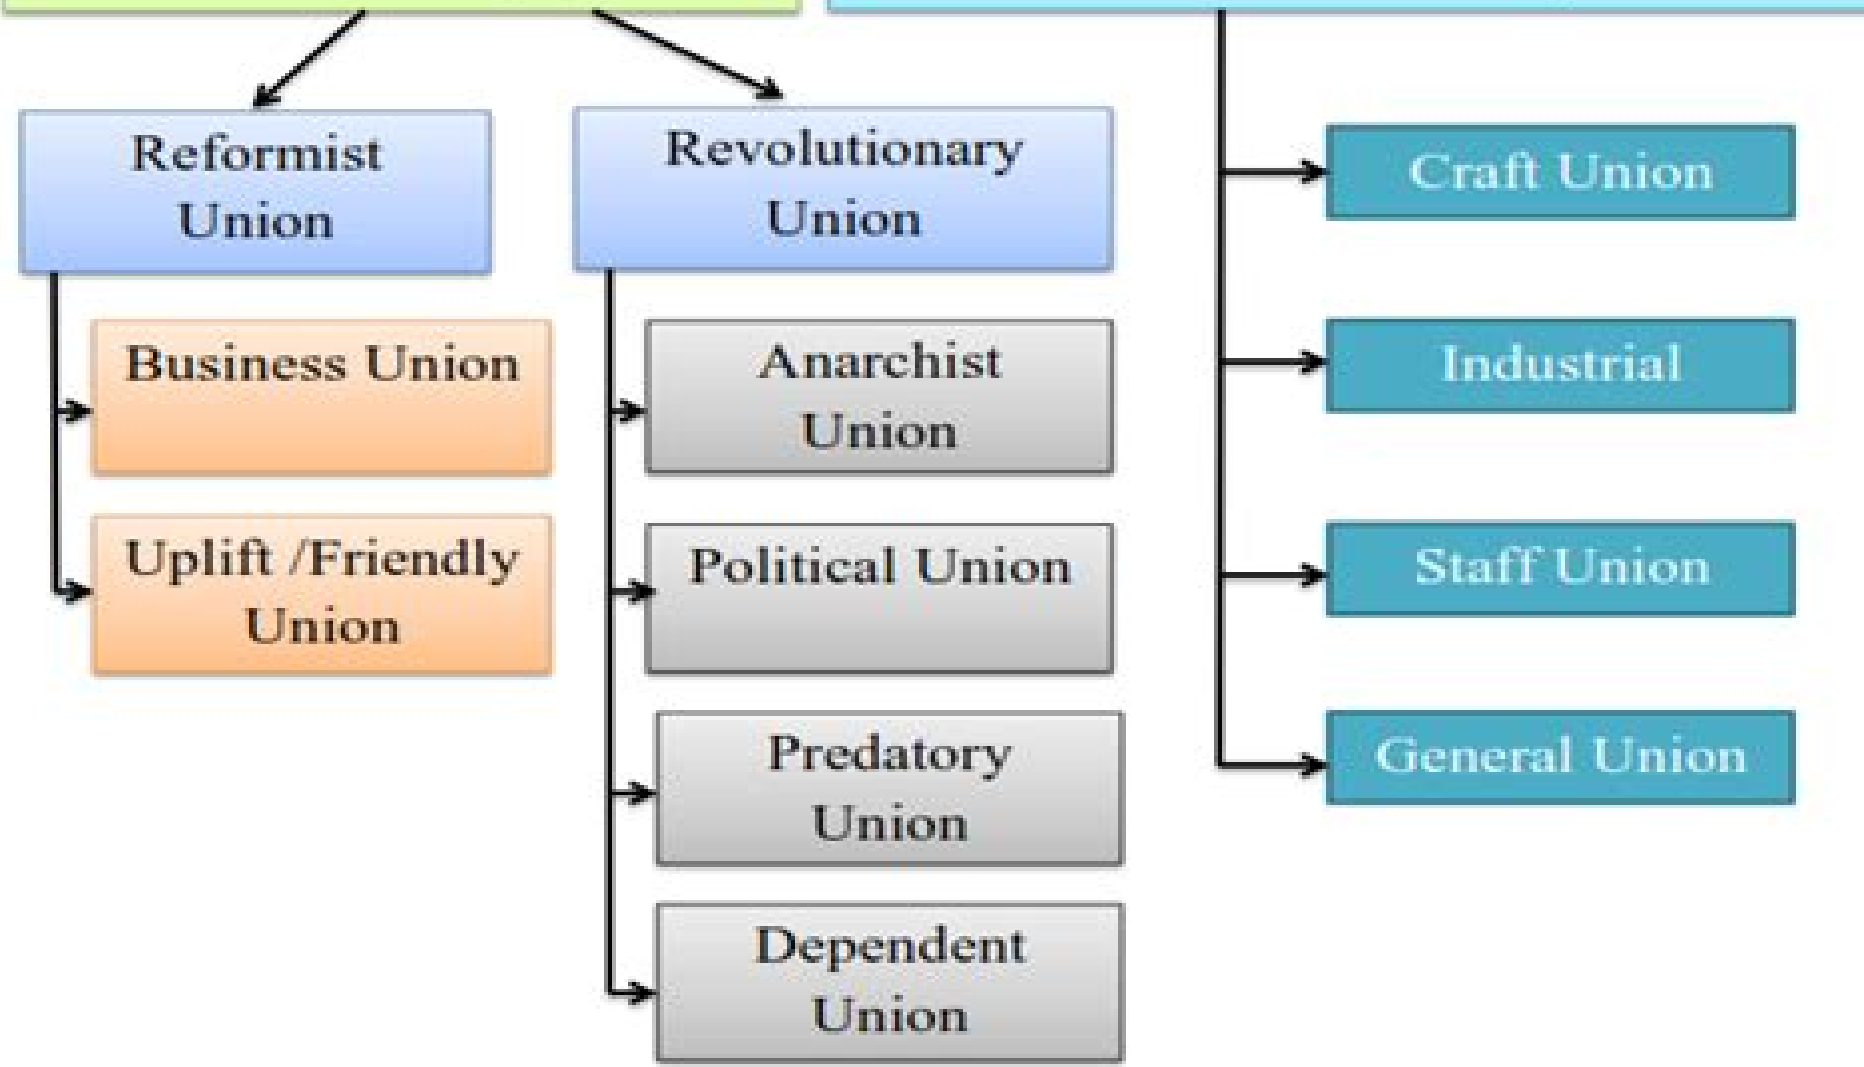 Reformist
Union
Business Union
Uplift /Friendly
Union
Revolutionary
Union
Anarchist
Union
Political Union
Predatory
Union
Dependent
Union
Craft Union
Industrial
Staff Union
General Union